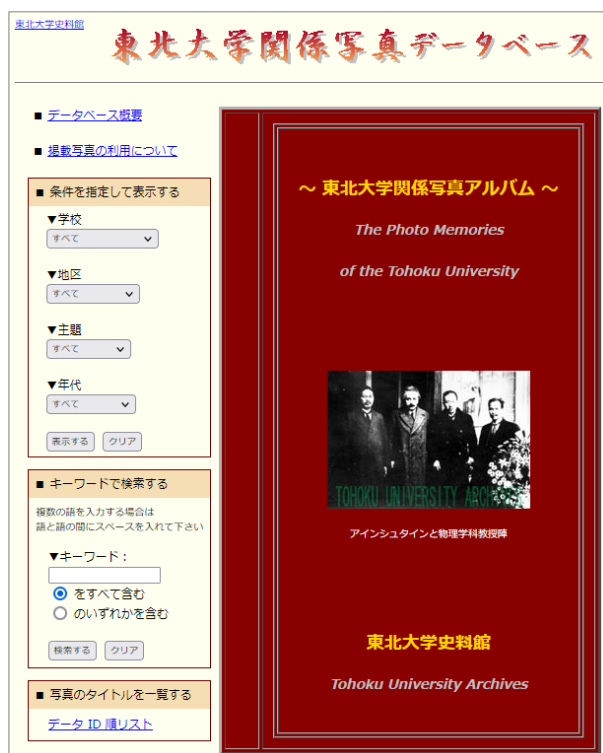 東北大学史料館
東北大学関係写真データベース
■ データベース概要
■ 掲載写真の利用について
■ 条件を指定して表示する
▼学校
すべて
▼地区
すべて
▼主題
すべて
▼年代
すべて
表示する クリア
■ キーワードで検索する
複数の語を入力する場合は
語と語の間にスペースを入れて下さい
▼キーワード：
をすべて含む
のいずれかを含む
検索する クリア
■ 写真のタイトルを一覧する
データ ID 順リスト
～ 東北大学関係写真アルバム ～
The Photo Memories
of the Tohoku University
TOHOKU UNIVERSITY ARCHIVES
アインシュタインと物理学科教授陣
東北大学史料館
Tohoku University Archives